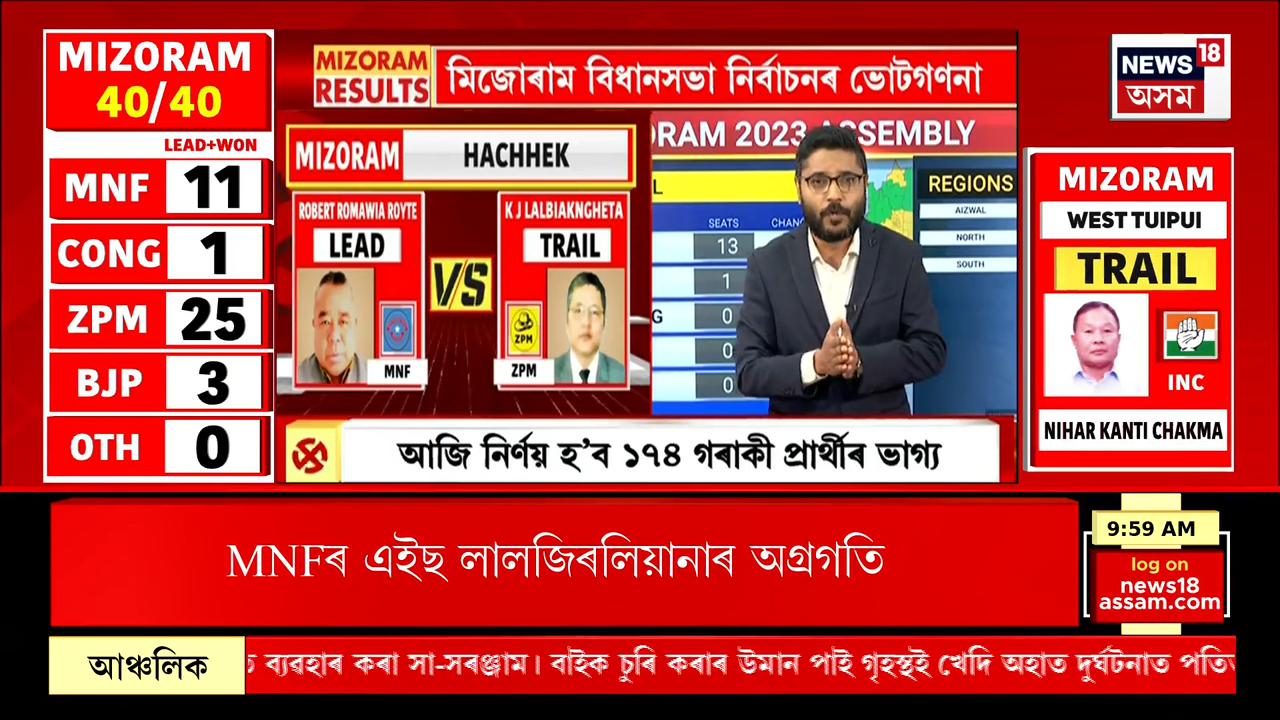 MIZORAM
40/40
LEAD+WON
MNF 11
CONG 1
ZPM 25
BJP 3
OTH 0
MIZORAM
RESULTS
মিজোৰাম বিধানসভা নিৰ্বাচনৰ ভোটগণনা
MIZORAM HACHHEK
ROBERT ROMAWIA ROYTE
LEAD
MNF
VS
K J LALBIAKNGHETA
TRAIL
ZPM
ZPM
ORAM 2023 ASSEMBLY
SEATS
13
1
0
0
0
REGIONS
AIZWAL
NORTH
SOUTH
আজি নিৰ্ণয় হ'ব ১৭৪ গৰাকী প্ৰাৰ্থীৰ ভাগ্য
NEWS 18
অসম
MIZORAM
WEST TUIPUI
TRAIL
INC
NIHAR KANTI CHAKMA
MNFৰ এইছ লালজিৰলিয়ানাৰ অগ্ৰগতি
9:59 AM
log on
news18
assam.com
আঞ্চলিক
ব্যৱহাৰ কৰা সা-সৰঞ্জাম। বাইক চুৰি কৰাৰ উমান পাই গৃহস্থই খেদি অহাত দুৰ্ঘটনাত